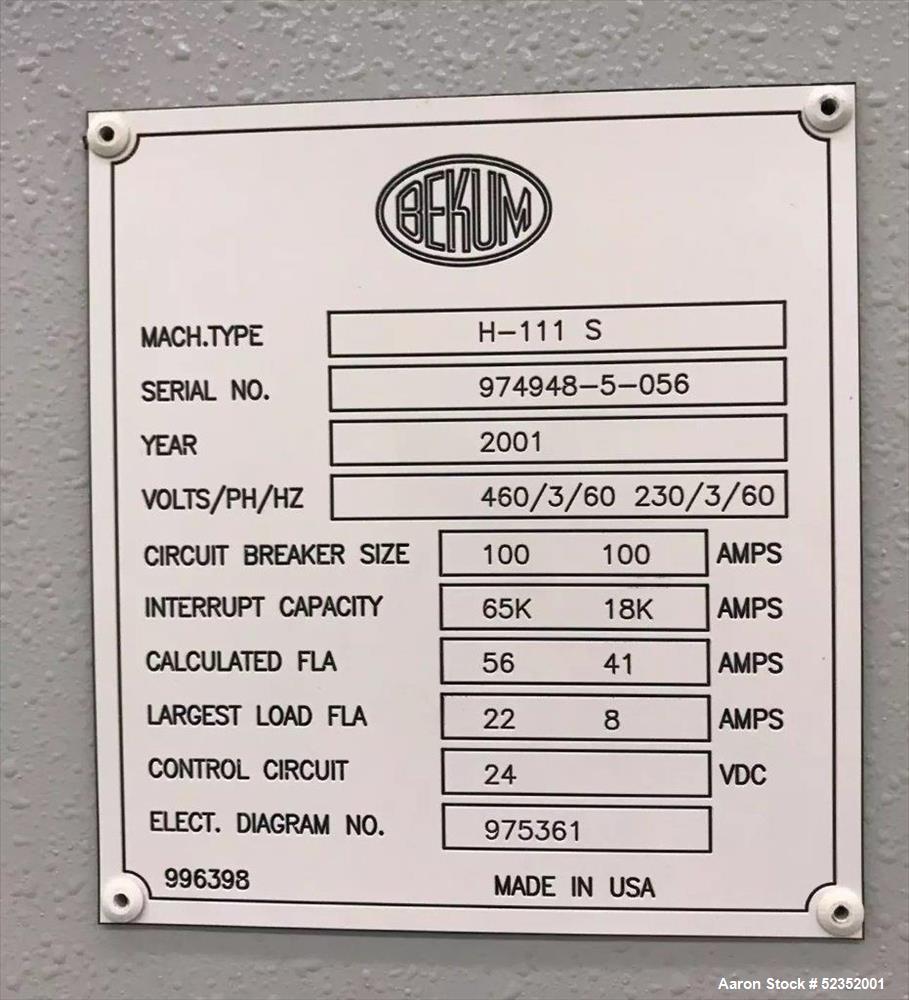 BEKUM
MACH.TYPE H-111 S
SERIAL NO. 974948-5-056
YEAR 2001
VOLTS/PH/HZ 460/3/60 230/3/60
CIRCUIT BREAKER SIZE 100 100 AMPS
INTERRUPT CAPACITY 65K 18K AMPS
CALCULATED FLA 56 41 AMPS
LARGEST LOAD FLA 22 8 AMPS
CONTROL CIRCUIT 24 VDC
ELECT. DIAGRAM NO. 975361
996398 MADE IN USA
Aaron Stock # 52352001